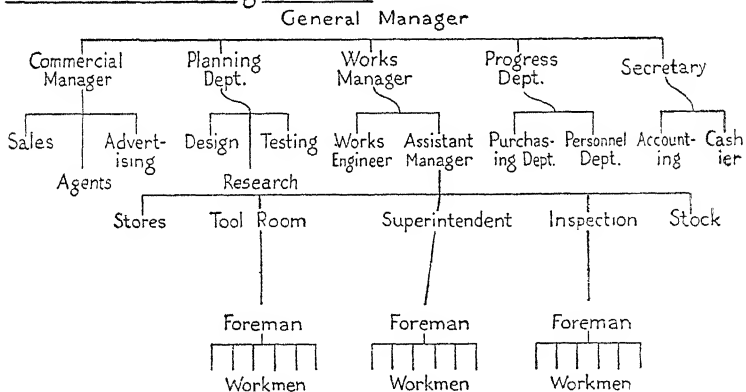 General Manager
Commercial Manager
Planning Dept.
Works Manager
Progress Dept.
Secretary
Sales
Advert-
ising
Agents
Design
Testing
Research
Works Engineer
Assistant Manager
Purchas-
ing Dept.
Personnel Dept.
Account-
ing
Cash
ier
Stores
Tool Room
Superintendent
Inspection
Stock
Foreman
Foreman
Foreman
Workmen
Workmen
Workmen